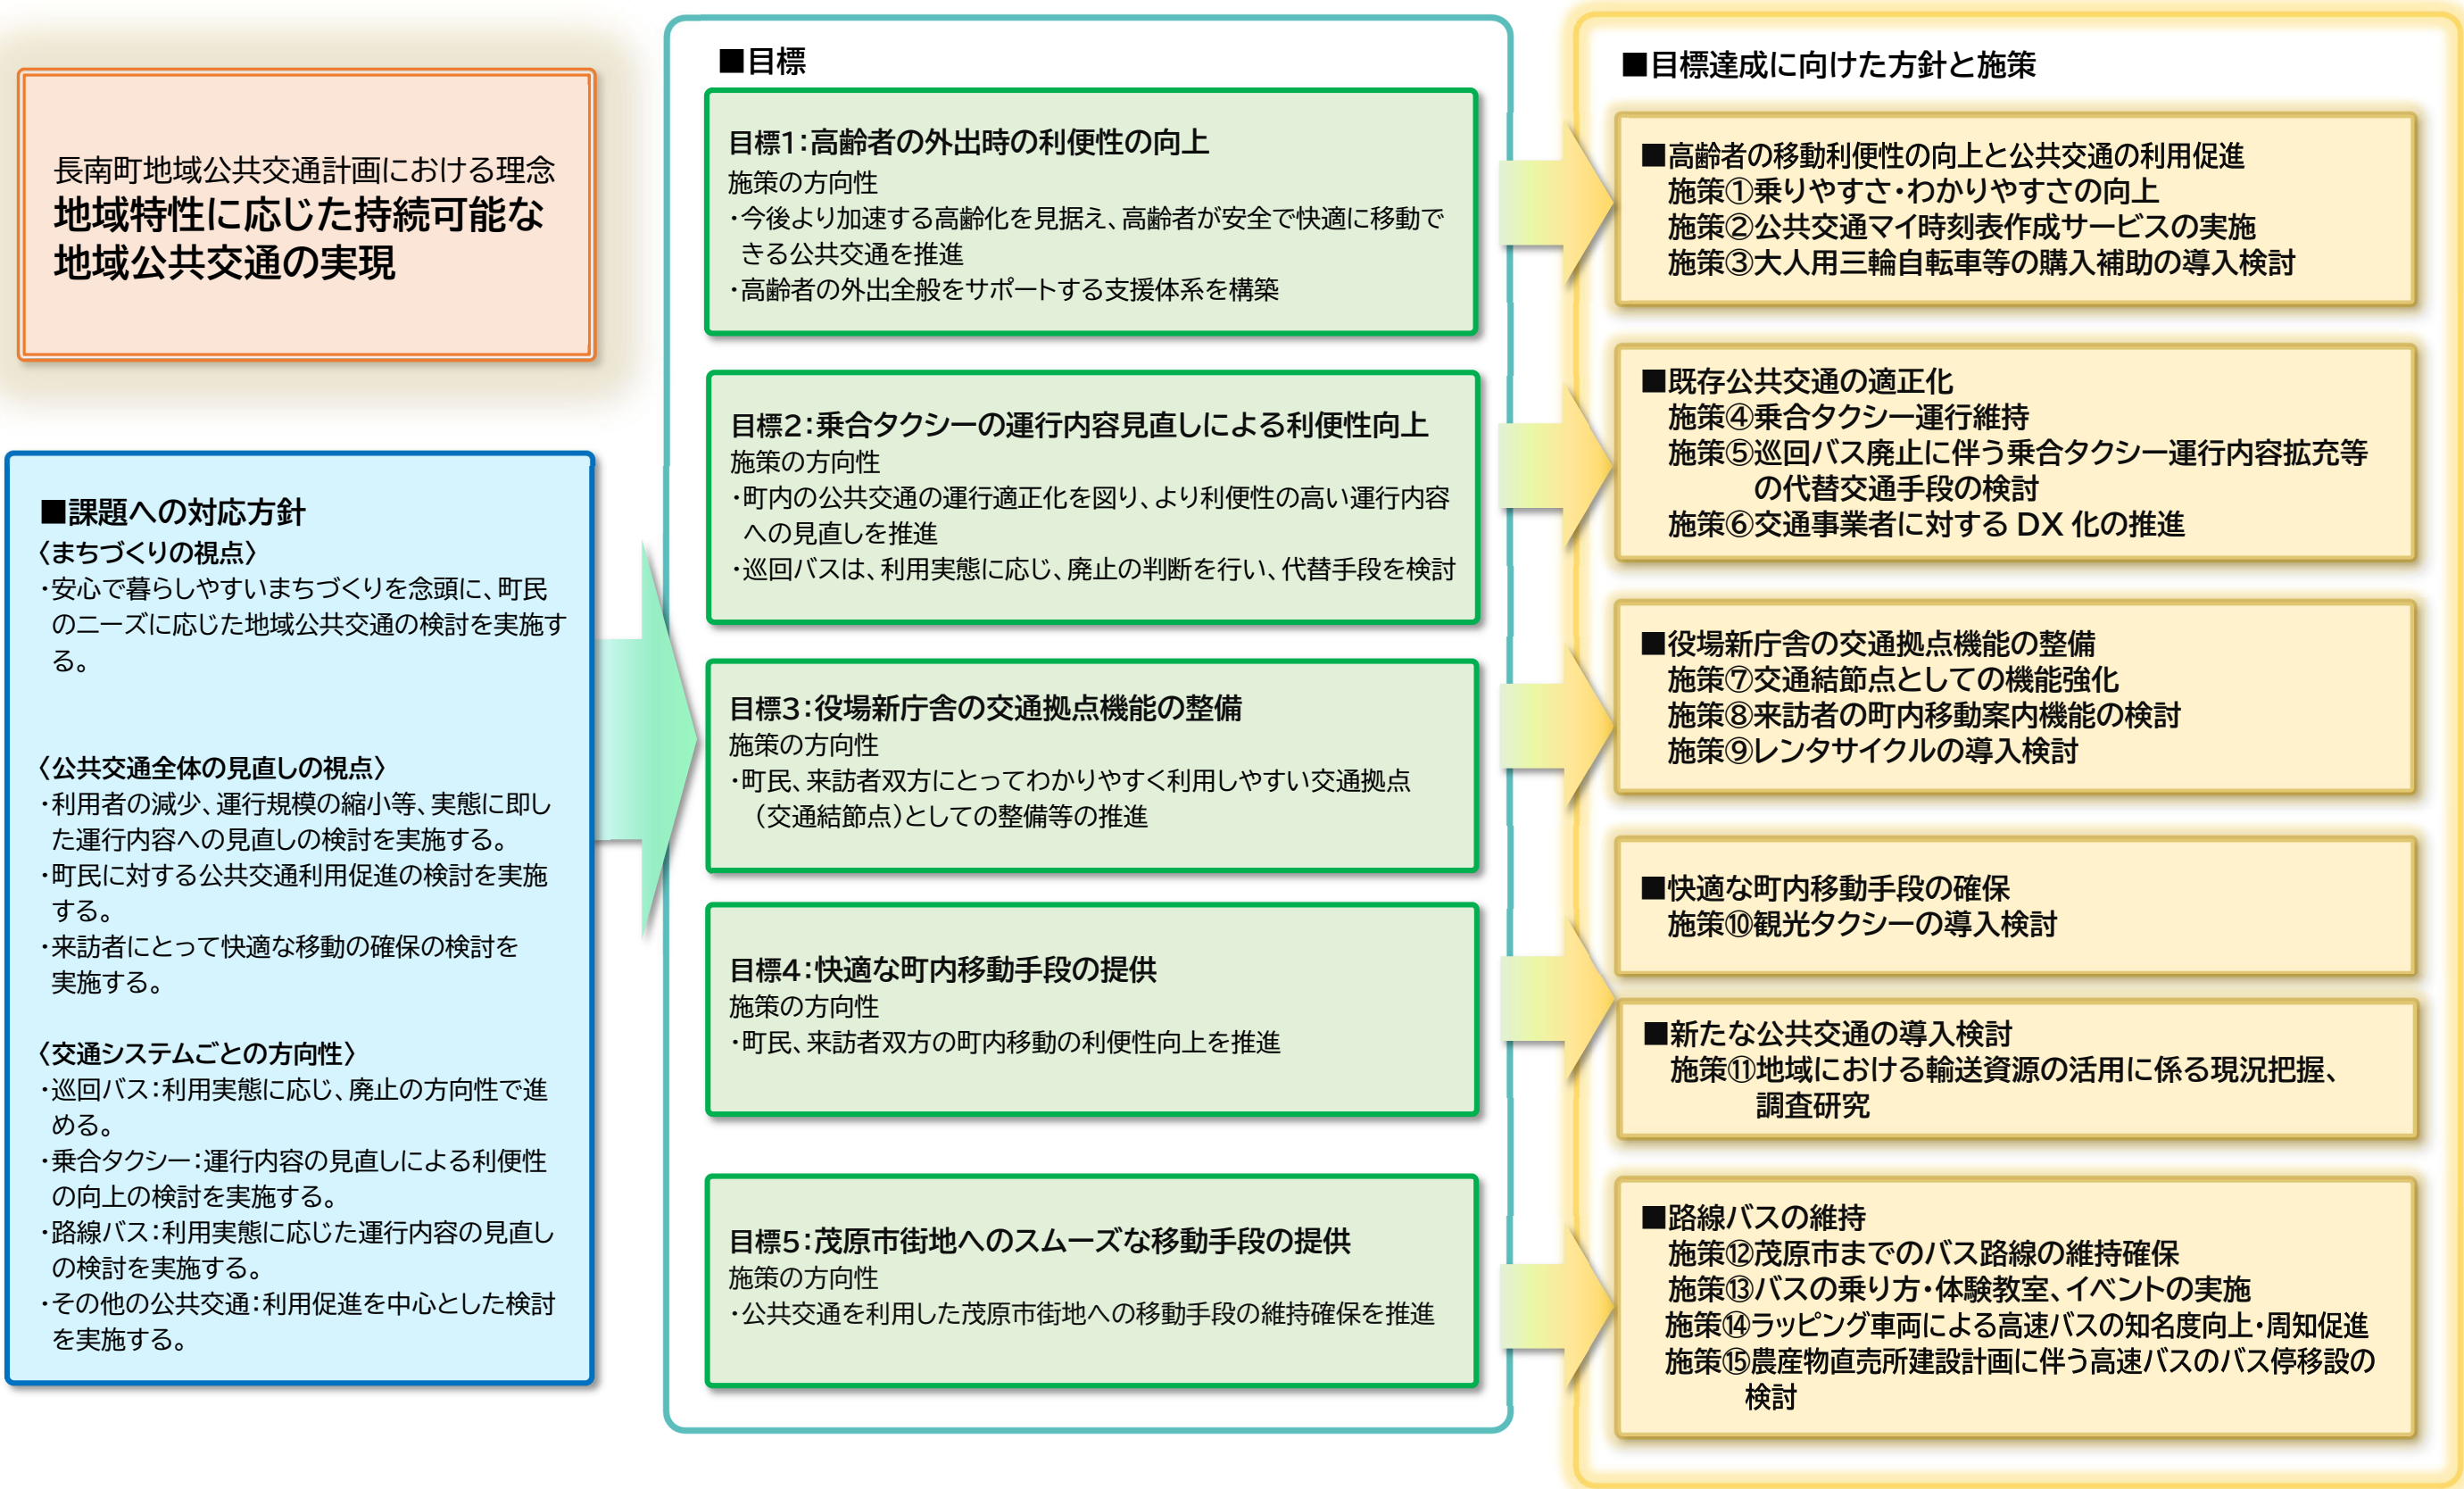 長南町地域公共交通計画における理念
地域特性に応じた持続可能な
地域公共交通の実現
■課題への対応方針
〈まちづくりの視点〉
・安心で暮らしやすいまちづくりを念頭に、町民
のニーズに応じた地域公共交通の検討を実施す
る。
〈公共交通全体の見直しの視点〉
・利用者の減少、運行規模の縮小等、実態に即し
た運行内容への見直しの検討を実施する。
・町民に対する公共交通利用促進の検討を実施
する。
・来訪者にとって快適な移動の確保の検討を
実施する。
〈交通システムごとの方向性〉
・巡回バス：利用実態に応じ、廃止の方向性で進
める。
・乗合タクシー：運行内容の見直しによる利便性
の向上の検討を実施する。
・路線バス：利用実態に応じた運行内容の見直し
の検討を実施する。
・その他の公共交通：利用促進を中心とした検討
を実施する。
■目標
目標1：高齢者の外出時の利便性の向上
施策の方向性
・今後より加速する高齢化を見据え、高齢者が安全で快適に移動で
きる公共交通を推進
・高齢者の外出全般をサポートする支援体系を構築
目標2：乗合タクシーの運行内容見直しによる利便性向上
施策の方向性
・町内の公共交通の運行適正化を図り、より利便性の高い運行内容
への見直しを推進
・巡回バスは、利用実態に応じ、廃止の判断を行い、代替手段を検討
目標3：役場新庁舎の交通拠点機能の整備
施策の方向性
・町民、来訪者双方にとってわかりやすく利用しやすい交通拠点
（交通結節点）としての整備等の推進
目標4：快適な町内移動手段の提供
施策の方向性
・町民、来訪者双方の町内移動の利便性向上を推進
目標5：茂原市街地へのスムーズな移動手段の提供
施策の方向性
・公共交通を利用した茂原市街地への移動手段の維持確保を推進
■目標達成に向けた方針と施策
■高齢者の移動利便性の向上と公共交通の利用促進
施策①乗りやすさ・わかりやすさの向上
施策②公共交通マイ時刻表作成サービスの実施
施策③大人用三輪自転車等の購入補助の導入検討
■既存公共交通の適正化
施策④乗合タクシー運行維持
施策⑤巡回バス廃止に伴う乗合タクシー運行内容拡充等
の代替交通手段の検討
施策⑥交通事業者に対する DX 化の推進
■役場新庁舎の交通拠点機能の整備
施策⑦交通結節点としての機能強化
施策⑧来訪者の町内移動案内機能の検討
施策⑨レンタサイクルの導入検討
■快適な町内移動手段の確保
施策⑩観光タクシーの導入検討
■新たな公共交通の導入検討
施策⑪地域における輸送資源の活用に係る現況把握、
調査研究
■路線バスの維持
施策⑫茂原市までのバス路線の維持確保
施策⑬バスの乗り方・体験教室、イベントの実施
施策⑭ラッピング車両による高速バスの知名度向上・周知促進
施策⑮農産物直売所建設計画に伴う高速バスのバス停移設の
検討